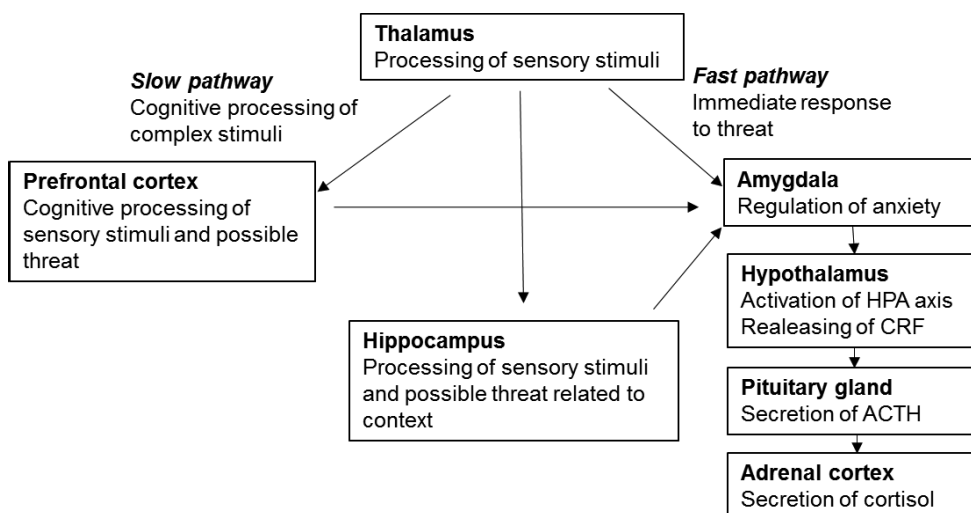 Thalamus
Processing of sensory stimuli
Slow pathway
Cognitive processing of
complex stimuli
Fast pathway
Immediate response
to threat
Prefrontal cortex
Cognitive processing of
sensory stimuli and possible
threat
Amygdala
Regulation of anxiety
Hypothalamus
Activation of HPA axis
Realeasing of CRF
Hippocampus
Processing of sensory stimuli
and possible threat related to
context
Pituitary gland
Secretion of ACTH
Adrenal cortex
Secretion of cortisol